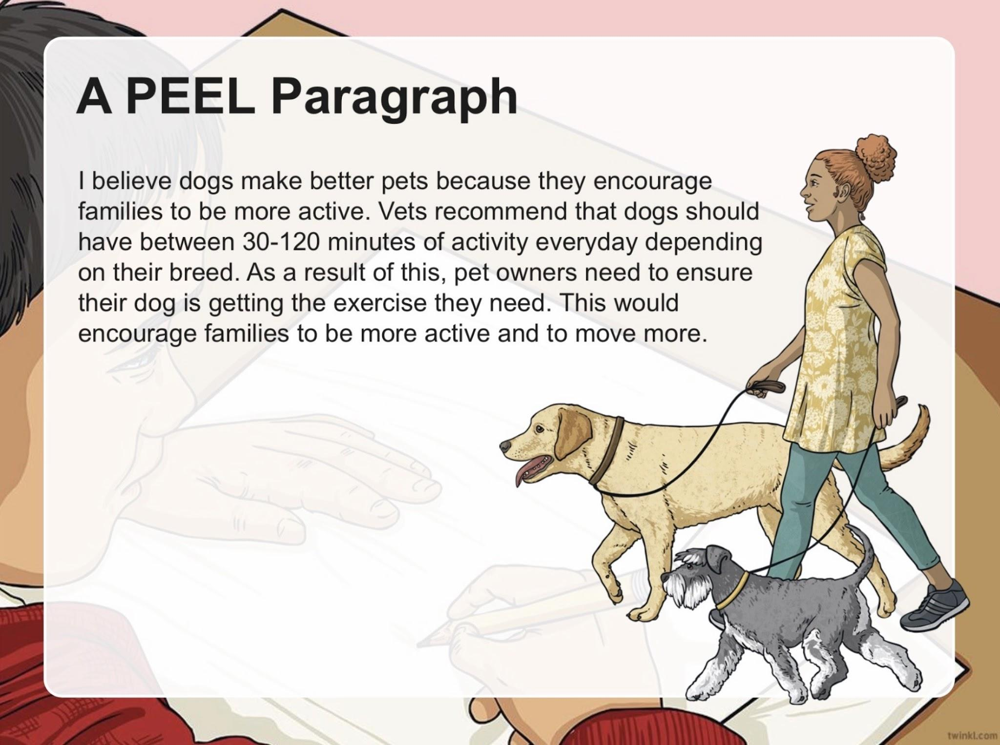 A PEEL Paragraph
I believe dogs make better pets because they encourage
families to be more active. Vets recommend that dogs should
have between 30-120 minutes of activity everyday depending
on their breed. As a result of this, pet owners need to ensure
their dog is getting the exercise they need. This would
encourage families to be more active and to move more.
twinkl.com